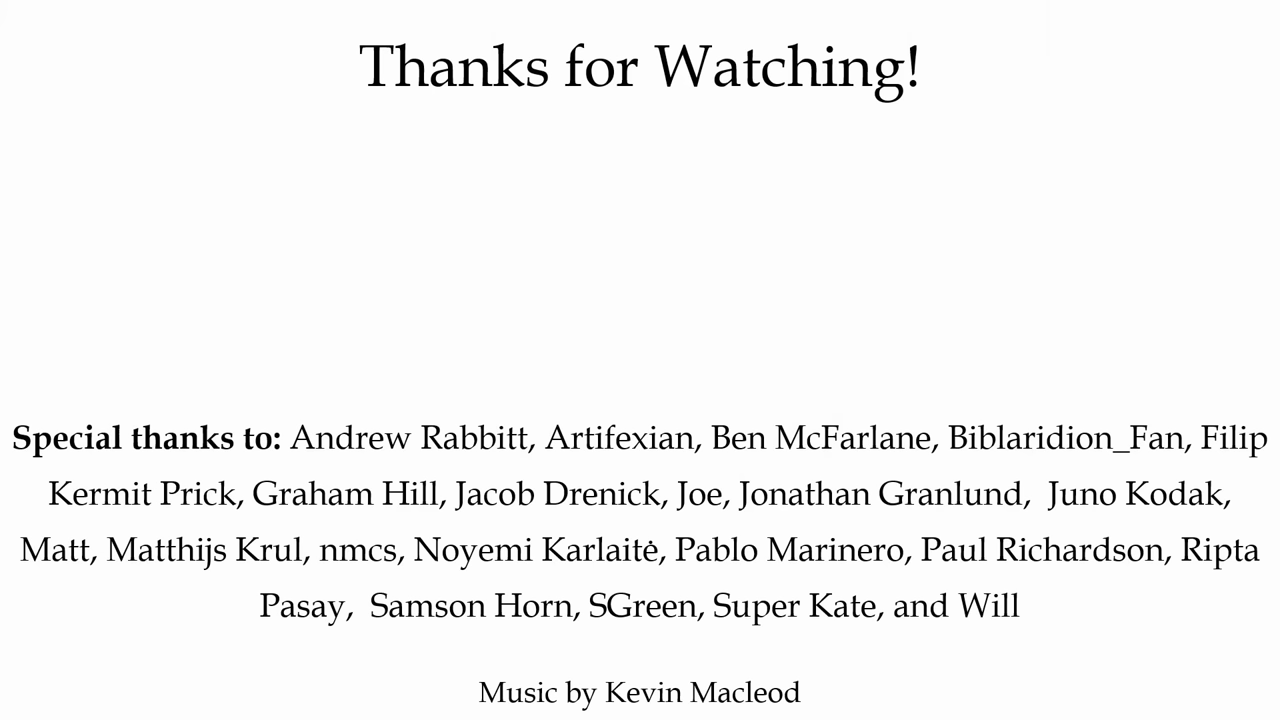 Thanks for Watching!
Special thanks to: Andrew Rabbitt, Artifexian, Ben McFarlane, Biblaridion_Fan, Filip
Kermit Prick, Graham Hill, Jacob Drenick, Joe, Jonathan Granlund,  Juno Kodak,
Matt, Matthijs Krul, nmcs, Noyemi Karlaitė, Pablo Marinero, Paul Richardson, Ripta
Pasay,  Samson Horn, SGreen, Super Kate, and Will
Music by Kevin Macleod